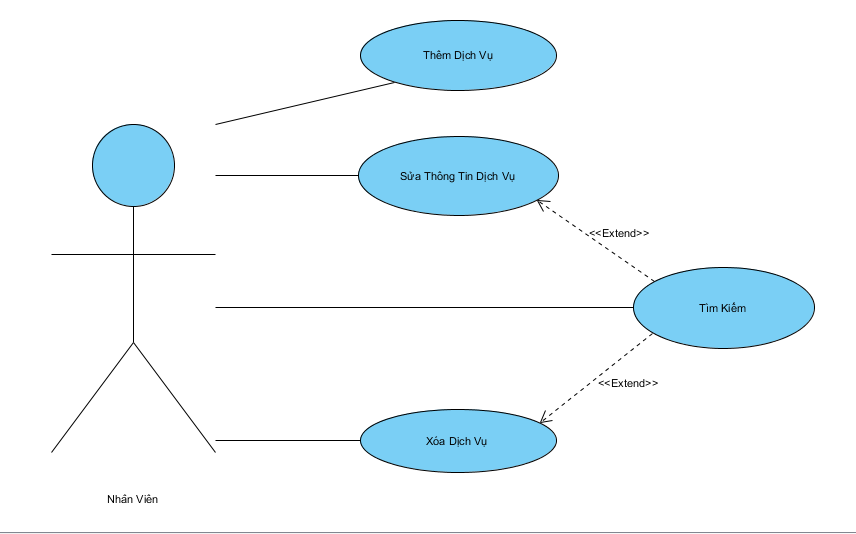 Thêm Dịch Vụ
Sửa Thông Tin Dịch Vụ
<<Extend>>
Tìm Kiếm
<<Extend>>
Xóa Dịch Vụ
Nhân Viên